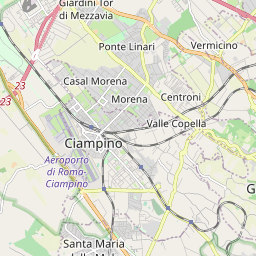 Giardini Tor
di Mezzavia
Ponte Linari
Vermicino
Casal Morena
Centroni
Morena
23
23
Valle Copella
Ciampino
Aeroporto
di Roma-
Ciampino
G
Santa Maria